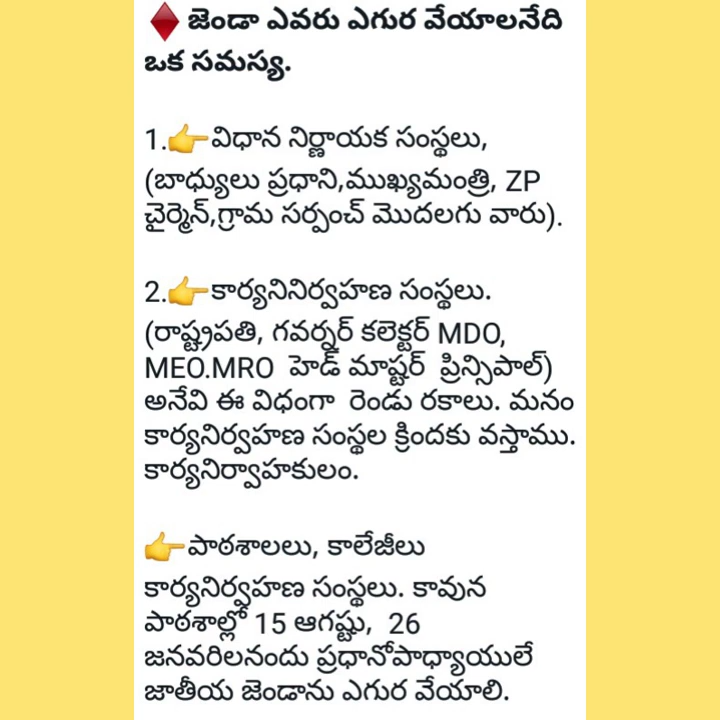 ♦️జెండా ఎవరు ఎగుర వేయాలనేది
ఒక సమస్య.
1.👉విధాన నిర్ణాయక సంస్థలు,
(బాధ్యులు ప్రధాని,ముఖ్యమంత్రి, ZP
చైర్మెన్,గ్రామ సర్పంచ్ మొదలగు వారు).
2.👉కార్యనినిర్వహణ సంస్థలు.
(రాష్ట్రపతి, గవర్నర్ కలెక్టర్ MDO,
MEO.MRO హెడ్ మాష్టర్ ప్రిన్సిపాల్)
అనేవి ఈ విధంగా రెండు రకాలు. మనం
కార్యనిర్వహణ సంస్థల క్రిందకు వస్తాము.
కార్యనిర్వాహకులం.
👉పాఠశాలలు, కాలేజీలు
కార్యనిర్వహణ సంస్థలు. కావున
పాఠశాల్లో 15 ఆగష్టు, 26
జనవరిలనందు ప్రధానోపాధ్యాయులే
జాతీయ జెండాను ఎగుర వేయాలి.